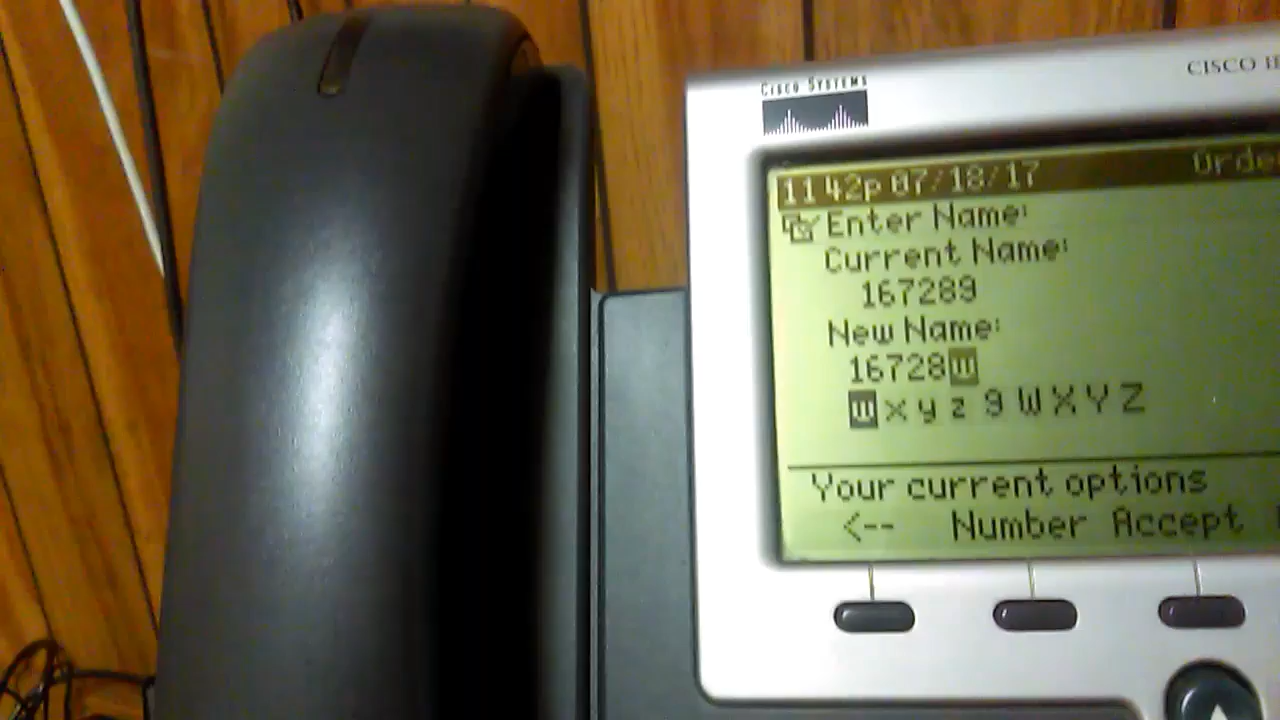 CISCO SYSTEMS
CISCO
11 42p 07/18/17
Enter Name:
Current Name:
167289
New Name:
16728w
w x y z 9 W X Y Z
Your current options
<-- Number Accept